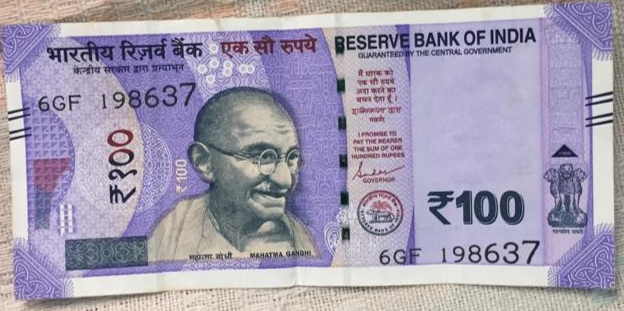 भारतीय रिज़र्व बैंक
केन्द्रीय सरकार द्वारा प्रत्याभूत
एक सौ रुपये
RESERVE BANK OF INDIA
GUARANTEED BY THE CENTRAL GOVERNMENT
6GF 198637
₹१००
₹100
मैं धारक को
एक सौ रुपये
अदा करने का
वचन देता हूँ।
गवर्नर
I PROMISE TO
PAY THE BEARER
THE SUM OF ONE
HUNDRED RUPEES
GOVERNOR
₹100
महात्मा गांधी
MAHATMA GANDHI
सत्यमेव जयते
6GF 198637